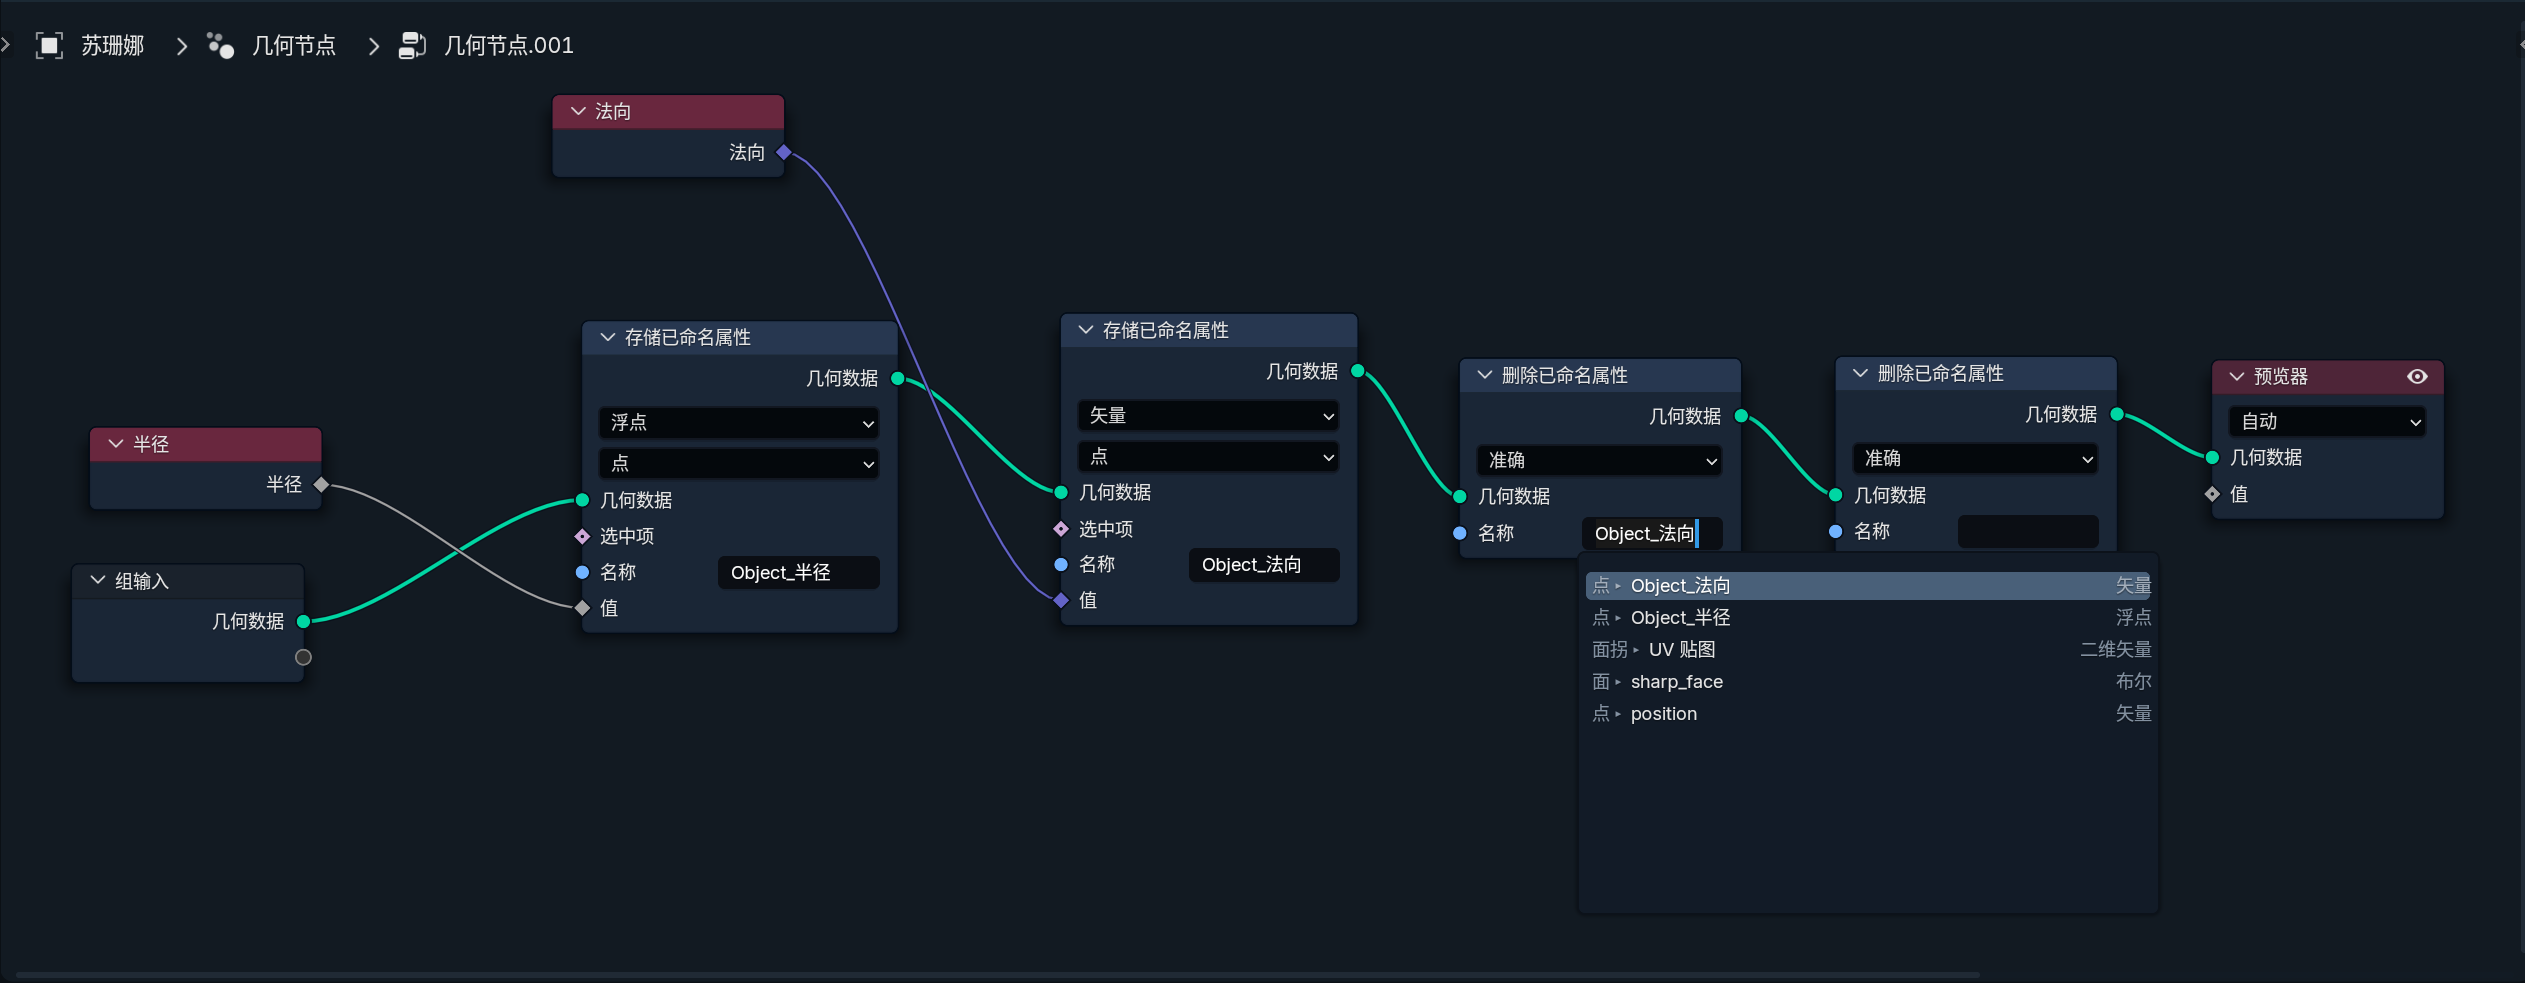 苏珊娜 几何节点 几何节点.001
法向
法向
半径
半径
组输入
几何数据
存储已命名属性
几何数据
浮点
点
几何数据
选中项
名称 Object_半径
值
存储已命名属性
几何数据
矢量
点
几何数据
选中项
名称 Object_法向
值
删除已命名属性
几何数据
准确
几何数据
名称 Object_法向
点 ▸ Object_法向 矢量
点 ▸ Object_半径 浮点
面拐 ▸ UV 贴图 二维矢量
面 ▸ sharp_face 布尔
点 ▸ position 矢量
删除已命名属性
几何数据
准确
几何数据
名称
预览器
自动
几何数据
值